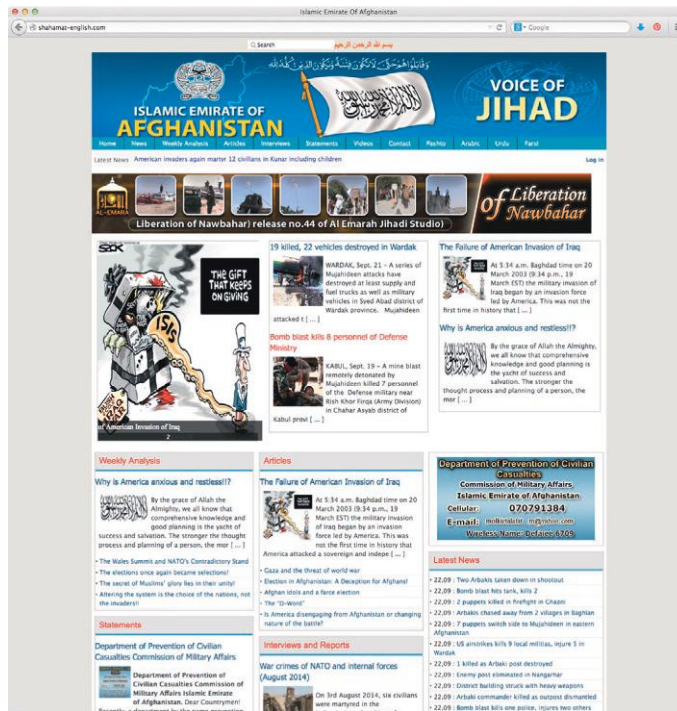 Islamic Emirate Of Afghanistan
shahamat-english.com
Google
Search
بسم الله الرحمن الرحيم
وَقَاتِلُوهُمْ حَتَّى لَا تَكُونَ فِتْنَةٌ وَيَكُونَ الدِّينُ كُلُّهُ لِلَّهِ
ISLAMIC EMIRATE OF
AFGHANISTAN
لا إله إلا الله محمد رسول الله
VOICE OF
JIHAD
Home News Weekly Analysis Articles Interviews Statements Videos Contact Pashto Arabic Urdu Farsi
Latest News American invaders again marter 12 civilians in Kunar including children
Log in
AL-EMARA
Liberation of Nawbahar) release no.44 of Al Emarah Jihadi Studio)
of Liberation
Nawbahar
THE GIFT
THAT KEEPS
ON GIVING
ISIS
IRAQ
WAR
of American Invasion of Iraq
2
19 killed, 22 vehicles destroyed in Wardak
WARDAK, Sept. 21 – A series of
Mujahideen attacks have
destroyed at least supply and
fuel trucks as well as military
vehicles in Syed Abad district of
Wardak province. Mujahideen
attacked t [ ... ]
Bomb blast kills 8 personnel of Defense
Ministry
KABUL, Sept. 19 – A mine blast
remotely detonated by
Mujahideen killed 7 personnel
of the Defense military near
Rish Khor Firqa (Army Division)
in Chahar Asyab district of
Kabul provi [ ... ]
The Failure of American Invasion of Iraq
At 5:34 a.m. Baghdad time on 20
March 2003 (9:34 p.m., 19
March EST) the military invasion of
Iraq began by an invasion force
led by America. This was not the
first time in history that [ ... ]
Why is America anxious and restless!!?
By the grace of Allah the Almighty,
we all know that comprehensive
knowledge and good planning is
the yacht of success and
salvation. The stronger the
thought process and planning of a person, the
mor [ ... ]
Weekly Analysis
Why is America anxious and restless!!?
By the grace of Allah the
Almighty, we all know that
comprehensive knowledge and
good planning is the yacht of
success and salvation. The stronger the thought
process and planning of a person, the mor [ ... ]
The Wales Summit and NATO's Contradictory Stand
The elections once again became selections!
The secret of Muslims' glory lies in their unity!
Altering the system is the choice of the nations, not
the invaders!!
Statements
Department of Prevention of Civilian
Casualties Commission of Military Affairs
Department of Prevention of
Civilian Casualties Commission of
Military Affairs Islamic Emirate
of Afghanistan. Dear Countrymen!
Articles
The Failure of American Invasion of Iraq
At 5:34 a.m. Baghdad time on 20
March 2003 (9:34 p.m., 19
March EST) the military invasion
of Iraq began by an invasion
force led by America. This was
not the first time in history that
America attacked a sovereign and indepe [ ... ]
Gaza and the threat of world war
Election in Afghanistan: A Deception for Afghans!
Afghan idols and a farce election
The "D-Word"
Is America disengaging from Afghanistan or changing
nature of the battle?
Interviews and Reports
War crimes of NATO and internal forces
(August 2014)
On 3rd August 2014, six civilians
were martyred in the
Department of Prevention of Civilian
Casualties
Commission of Military Affairs
Islamic Emirate of Afghanistan
Cellular: 070791384
E-mail:
Wireless Name: Defaier 6709
Latest News
22,09 : Two Arbakis taken down in shootout
22,09 : Bomb blast hits tank, kills 2
22,09 : 2 puppets killed in firefight in Ghazni
22,09 : Arbakis chased away from 2 villages in Baghlan
22,09 : 7 puppets switch side to Mujahideen in eastern
Afghanistan
22,09 : US airstrikes kills 9 local militias, injure 5 in
Wardak
22,09 : 1 killed as Arbaki post destroyed
22,09 : Enemy post eliminated in Nangarhar
22,09 : District building struck with heavy weapons
22,09 : Arbaki commander killed as outpost dismantled
22,09 : Bomb blast kills one police, injures two others